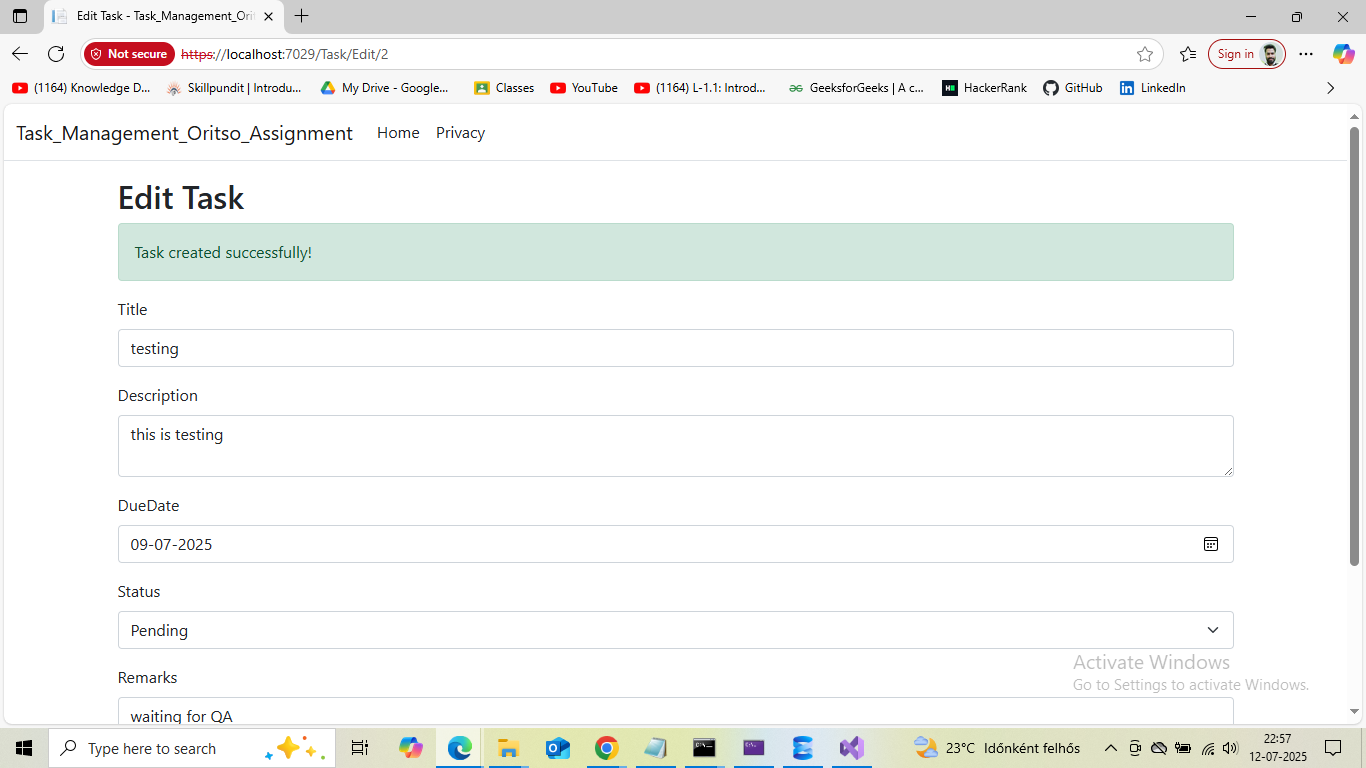 Edit Task - Task_Management_Orit
Not secure https://localhost:7029/Task/Edit/2
Sign in
(1164) Knowledge D...
Skillpundit | Introdu...
My Drive - Google...
Classes
YouTube
(1164) L-1.1: Introd...
GeeksforGeeks | A c...
HackerRank
GitHub
LinkedIn
Task_Management_Oritso_Assignment
Home
Privacy
Edit Task
Task created successfully!
Title
testing
Description
this is testing
DueDate
09-07-2025
Status
Pending
Remarks
waiting for QA
Activate Windows
Go to Settings to activate Windows.
Type here to search
23°C Időnként felhős
22:57
12-07-2025